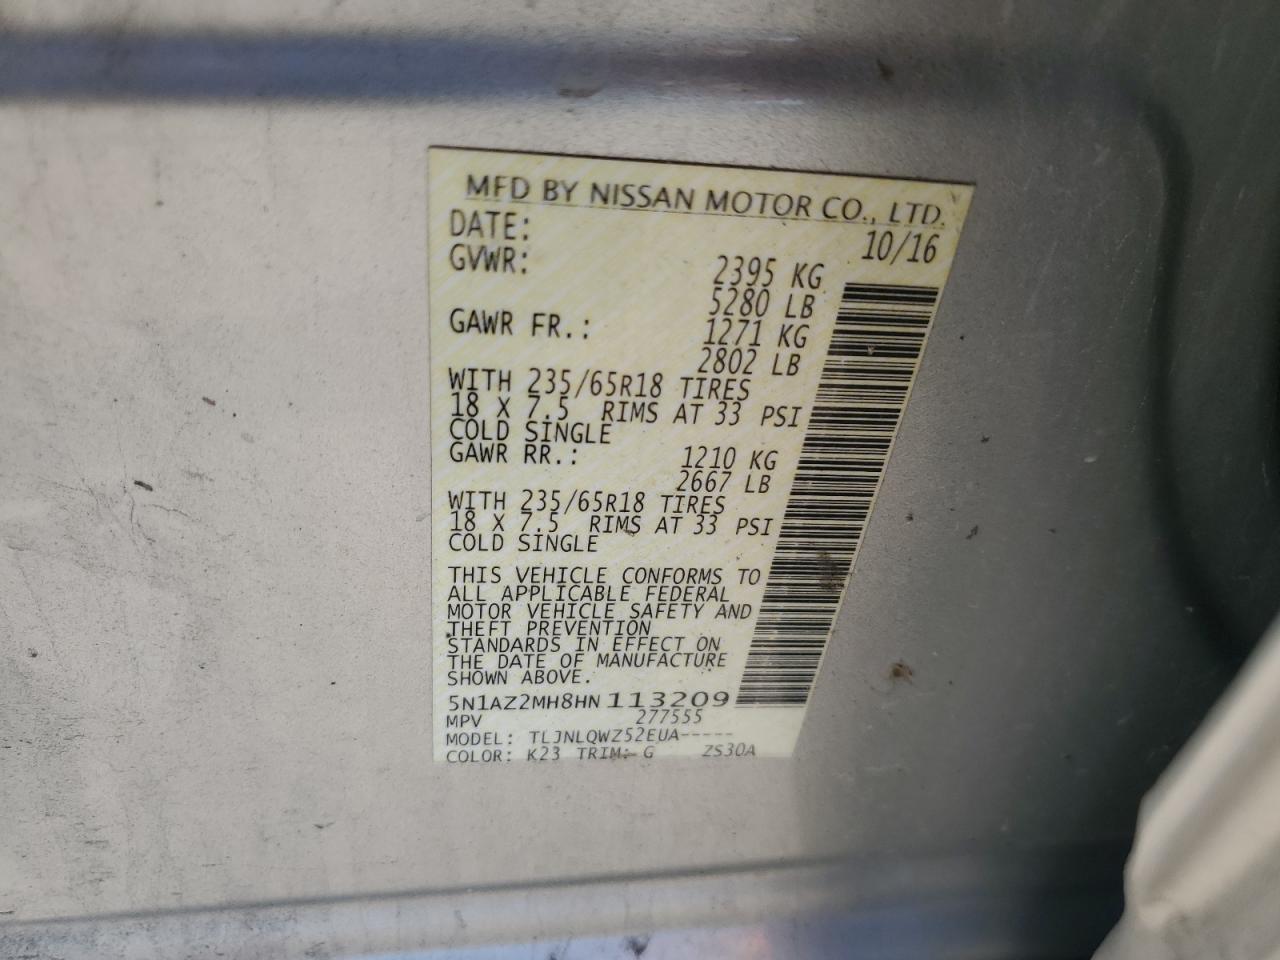 MFD BY NISSAN MOTOR CO., LTD.
DATE: 10/16
GVWR: 2395 KG
5280 LB
GAWR FR.: 1271 KG
2802 LB
WITH 235/65R18 TIRES
18 X 7.5 RIMS AT 33 PSI
COLD SINGLE
GAWR RR.: 1210 KG
2667 LB
WITH 235/65R18 TIRES
18 X 7.5 RIMS AT 33 PSI
COLD SINGLE
THIS VEHICLE CONFORMS TO
ALL APPLICABLE FEDERAL
MOTOR VEHICLE SAFETY AND
THEFT PREVENTION
STANDARDS IN EFFECT ON
THE DATE OF MANUFACTURE
SHOWN ABOVE.
5N1AZ2MH8HN113209
MPV 277555
MODEL: TLJNLQWZ52EUA-----
COLOR: K23 TRIM: G ZS30A